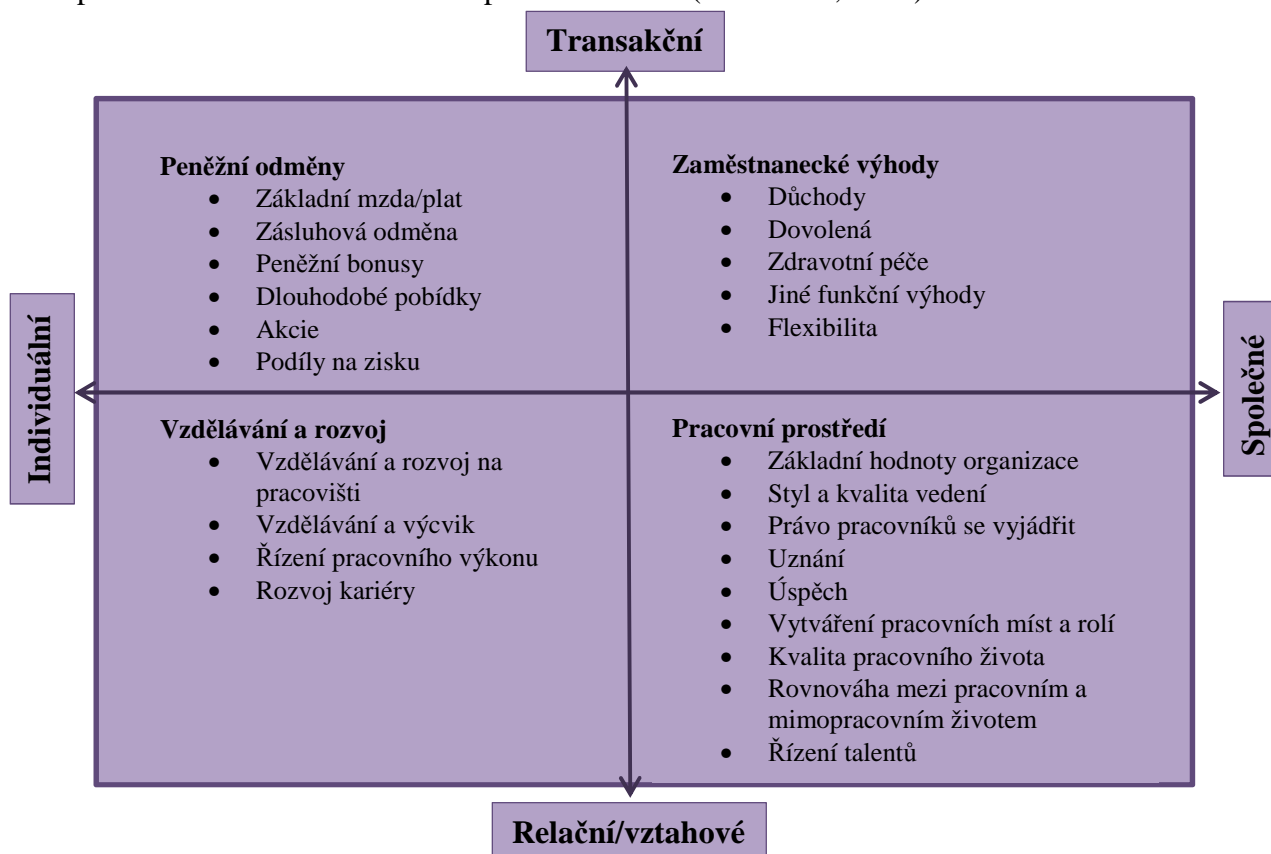 Transakční
Peněžní odměny
• Základní mzda/plat
• Zásluhová odměna
• Peněžní bonusy
• Dlouhodobé pobídky
• Akcie
• Podíly na zisku
Zaměstnanecké výhody
• Důchody
• Dovolená
• Zdravotní péče
• Jiné funkční výhody
• Flexibilita
Individuální
Společné
Vzdělávání a rozvoj
• Vzdělávání a rozvoj na
pracovišti
• Vzdělávání a výcvik
• Řízení pracovního výkonu
• Rozvoj kariéry
Pracovní prostředí
• Základní hodnoty organizace
• Styl a kvalita vedení
• Právo pracovníků se vyjádřit
• Uznání
• Úspěch
• Vytváření pracovních míst a rolí
• Kvalita pracovního života
• Rovnováha mezi pracovním a
mimopracovním životem
• Řízení talentů
Relační/vztahové